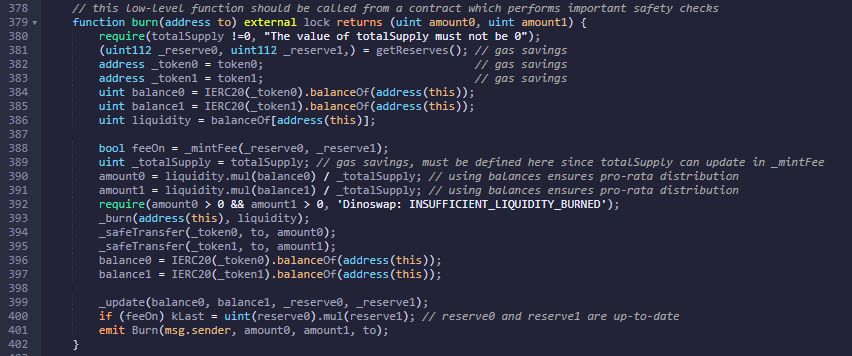 378 // this low-level function should be called from a contract which performs important safety checks
379 function burn(address to) external lock returns (uint amount0, uint amount1) {
380 require(totalSupply !=0, "The value of totalSupply must not be 0");
381 (uint112 _reserve0, uint112 _reserve1,) = getReserves(); // gas savings
382 address _token0 = token0; // gas savings
383 address _token1 = token1; // gas savings
384 uint balance0 = IERC20(_token0).balanceOf(address(this));
385 uint balance1 = IERC20(_token1).balanceOf(address(this));
386 uint liquidity = balanceOf[address(this)];
387
388 bool feeOn = _mintFee(_reserve0, _reserve1);
389 uint _totalSupply = totalSupply; // gas savings, must be defined here since totalSupply can update in _mintFee
390 amount0 = liquidity.mul(balance0) / _totalSupply; // using balances ensures pro-rata distribution
391 amount1 = liquidity.mul(balance1) / _totalSupply; // using balances ensures pro-rata distribution
392 require(amount0 > 0 && amount1 > 0, 'Dinoswap: INSUFFICIENT_LIQUIDITY_BURNED');
393 _burn(address(this), liquidity);
394 _safeTransfer(_token0, to, amount0);
395 _safeTransfer(_token1, to, amount1);
396 balance0 = IERC20(_token0).balanceOf(address(this));
397 balance1 = IERC20(_token1).balanceOf(address(this));
398
399 _update(balance0, balance1, _reserve0, _reserve1);
400 if (feeOn) kLast = uint(reserve0).mul(reserve1); // reserve0 and reserve1 are up-to-date
401 emit Burn(msg.sender, amount0, amount1, to);
402 }